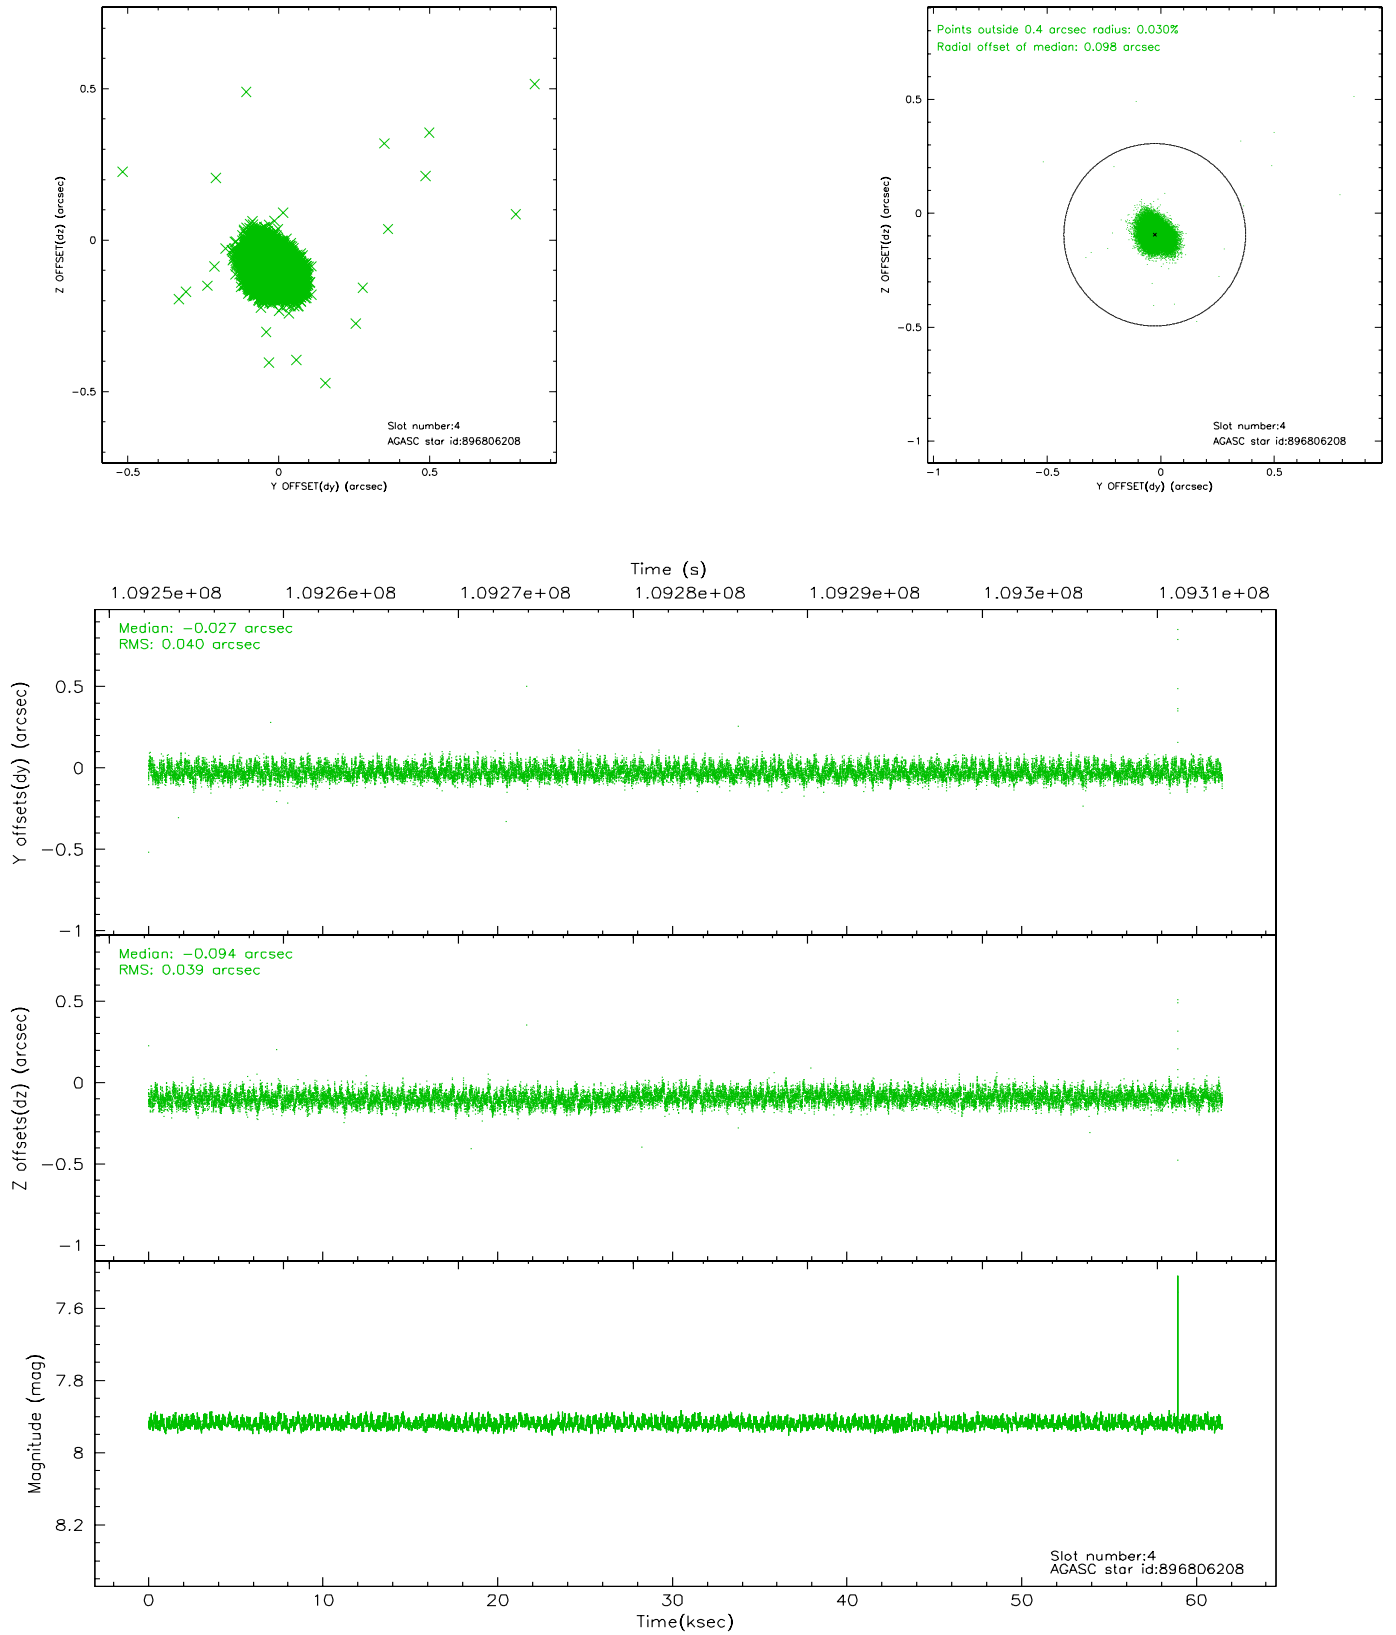 0.5
0
−0.5
Z OFFSET(dz) (arcsec)
Slot number:4
AGASC star id:896806208
−0.5
0
0.5
Y OFFSET(dy) (arcsec)
Points outside 0.4 arcsec radius: 0.030%
Radial offset of median: 0.098 arcsec
0.5
0
−0.5
−1
Z OFFSET(dz) (arcsec)
Slot number:4
AGASC star id:896806208
−1
−0.5
0
0.5
Y OFFSET(dy) (arcsec)
Time (s)
1.0925e+08
1.0926e+08
1.0927e+08
1.0928e+08
1.0929e+08
1.093e+08
1.0931e+08
Median: −0.027 arcsec
RMS: 0.040 arcsec
0.5
0
−0.5
−1
Y offsets(dy) (arcsec)
Median: −0.094 arcsec
RMS: 0.039 arcsec
0.5
0
−0.5
−1
Z offsets(dz) (arcsec)
7.6
7.8
8
8.2
Magnitude (mag)
Slot number:4
AGASC star id:896806208
0
10
20
30
40
50
60
Time(ksec)